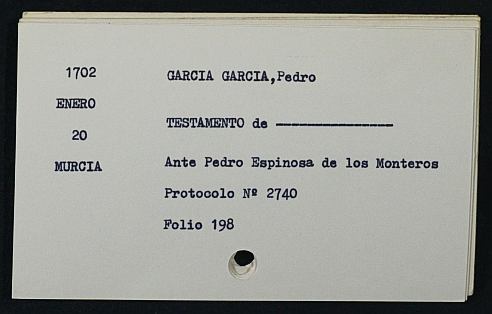 1702
ENERO
20
MURCIA
GARCIA GARCIA,Pedro
TESTAMENTO de ---------------
Ante Pedro Espinosa de los Monteros
Protocolo Nº 2740
Folio 198